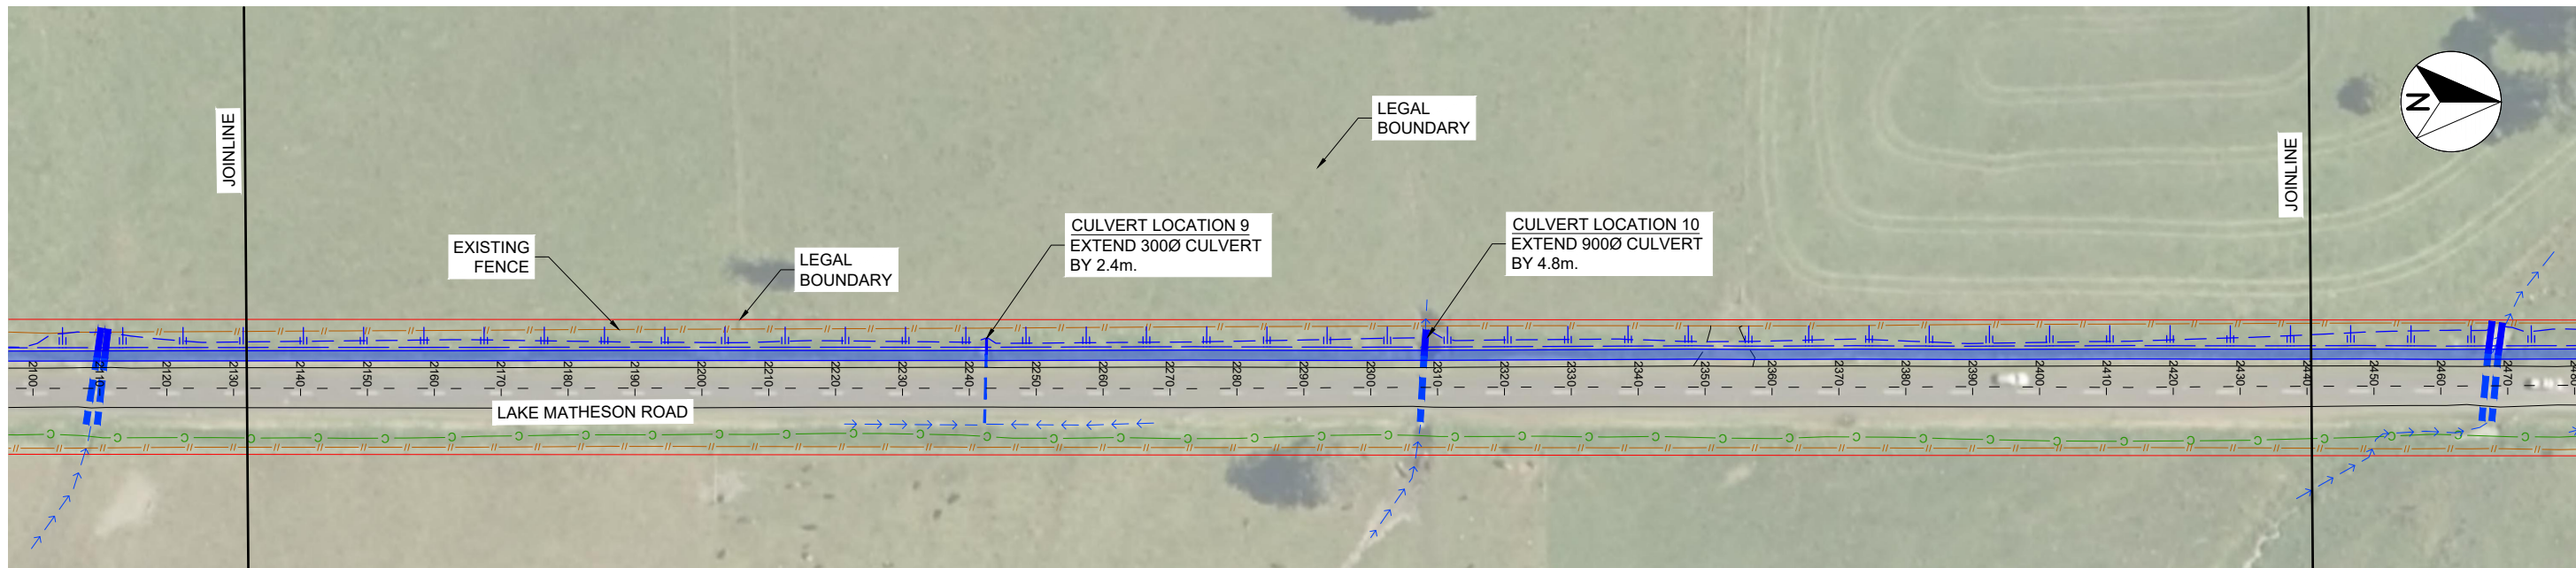 JOINLINE
EXISTING
FENCE
LEGAL
BOUNDARY
CULVERT LOCATION 9
EXTEND 300Ø CULVERT
BY 2.4m.
LEGAL
BOUNDARY
CULVERT LOCATION 10
EXTEND 900Ø CULVERT
BY 4.8m.
JOINLINE
N
2100
2110
2120
2130
2140
2150
2160
2170
2180
2190
2200
2210
2220
2230
2240
2250
2260
2270
2280
2290
2300
2310
2320
2330
2340
2350
2360
2370
2380
2390
2400
2410
2420
2430
2440
2450
2460
2470
LAKE MATHESON ROAD
C C C C C C C C C C C C C C C C C C C C C C C C C C C C C C C C C C C C C C